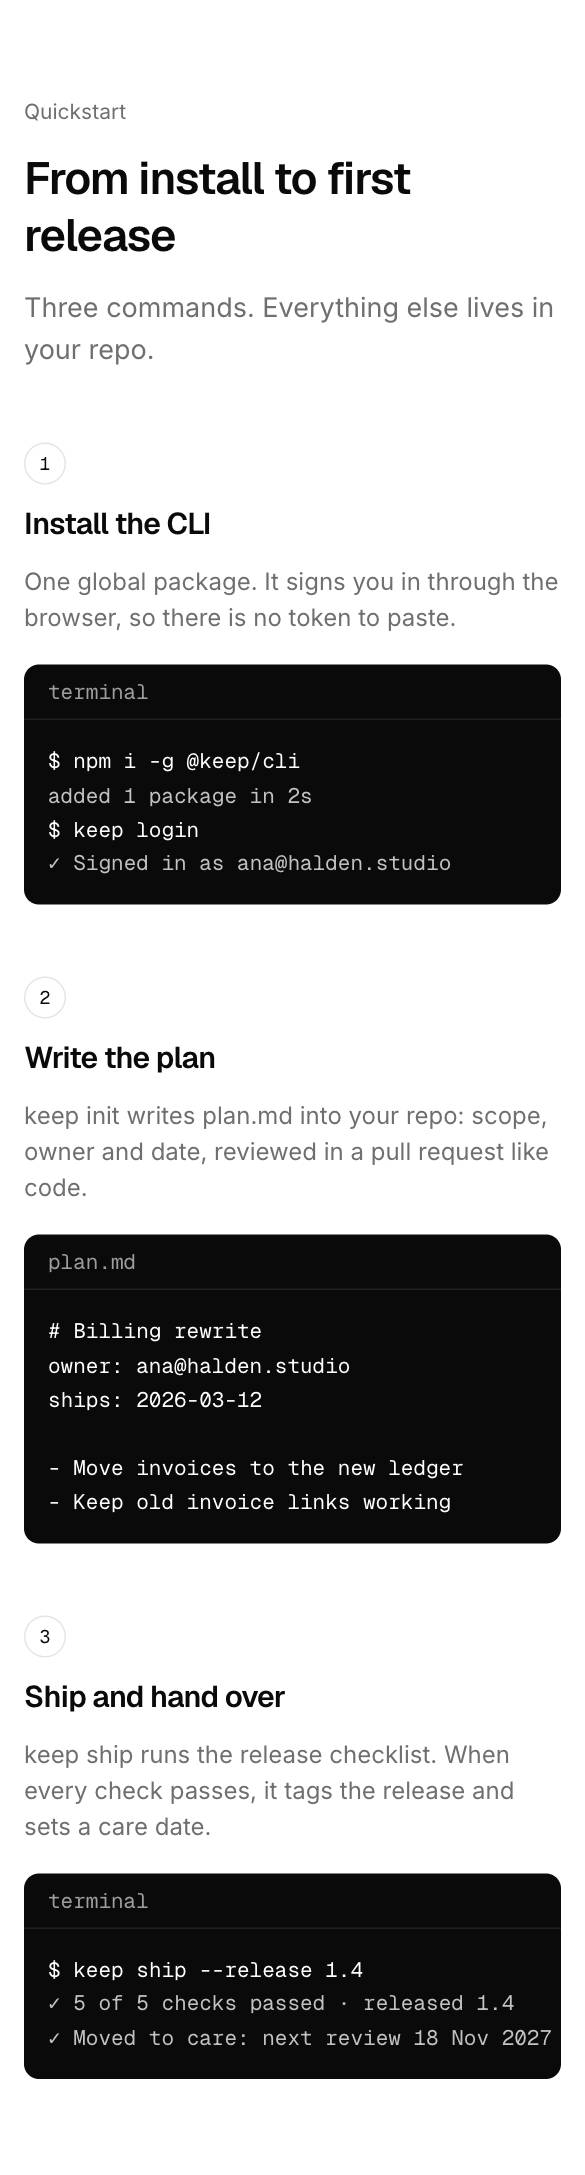 Quickstart
From install to first
release
Three commands. Everything else lives in
your repo.
1
Install the CLI
One global package. It signs you in through the
browser, so there is no token to paste.
terminal
$ npm i -g @keep/cli
added 1 package in 2s
$ keep login
✓ Signed in as ana@halden.studio
2
Write the plan
keep init writes plan.md into your repo: scope,
owner and date, reviewed in a pull request like
code.
plan.md
# Billing rewrite
owner: ana@halden.studio
ships: 2026-03-12
- Move invoices to the new ledger
- Keep old invoice links working
3
Ship and hand over
keep ship runs the release checklist. When
every check passes, it tags the release and
sets a care date.
terminal
$ keep ship --release 1.4
✓ 5 of 5 checks passed · released 1.4
✓ Moved to care: next review 18 Nov 2027